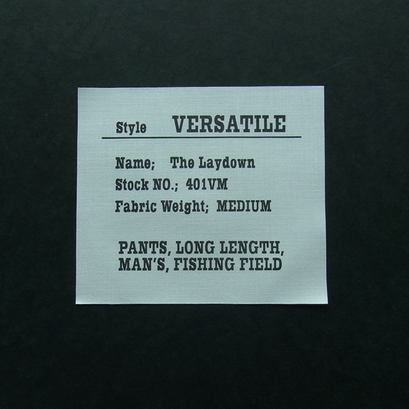 Style VERSATILE
Name; The Laydown
Stock NO.; 401VM
Fabric Weight; MEDIUM
PANTS, LONG LENGTH,
MAN'S, FISHING FIELD